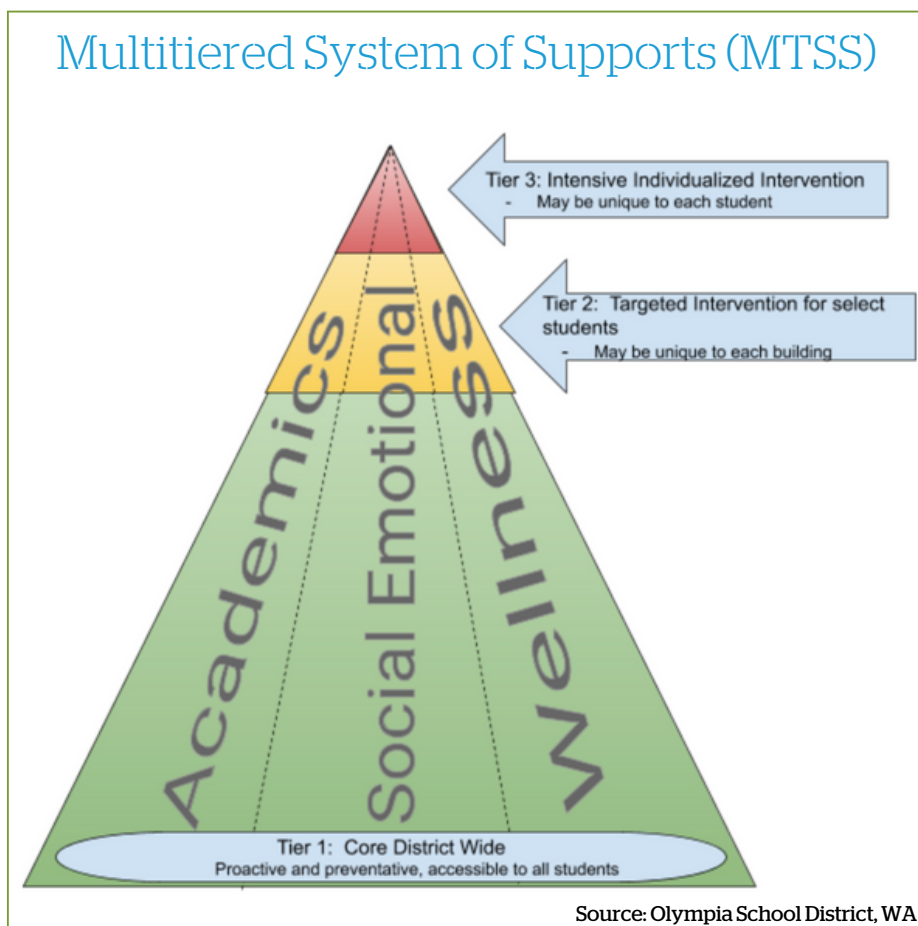 Multitiered System of Supports (MTSS)
Tier 3: Intensive Individualized Intervention
- May be unique to each student
Tier 2: Targeted Intervention for select
students
- May be unique to each building
Academics
Social Emotional
Wellness
Tier 1: Core District Wide
Proactive and preventative, accessible to all students
Source: Olympia School District, WA